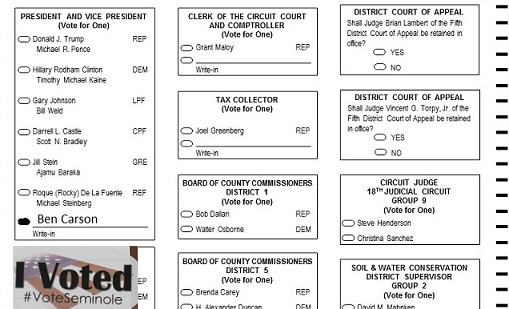 PRESIDENT AND VICE PRESIDENT
(Vote for One)
Donald J. Trump REP
Michael R. Pence
Hillary Rodham Clinton DEM
Timothy Michael Kaine
Gary Johnson LPF
Bill Weld
Darrell L. Castle CPF
Scott N. Bradley
Jill Stein GRE
Ajamu Baraka
Roque (Rocky) De La Fuente REF
Michael Steinberg
Ben Carson
Write-in
I Voted
#VoteSeminole
EP
EM
CLERK OF THE CIRCUIT COURT
AND COMPTROLLER
(Vote for One)
Grant Maloy REP
Write-in
TAX COLLECTOR
(Vote for One)
Joel Greenberg REP
Write-in
BOARD OF COUNTY COMMISSIONERS
DISTRICT 1
(Vote for One)
Bob Dallari REP
Water Osborne DEM
BOARD OF COUNTY COMMISSIONERS
DISTRICT 5
(Vote for One)
Brenda Carey REP
H. Alexander Duncan DEM
DISTRICT COURT OF APPEAL
Shall Judge Brian Lambert of the Fifth
District Court of Appeal be retained in
office?
YES
NO
DISTRICT COURT OF APPEAL
Shall Judge Vincent G. Torpy, Jr. of the
Fifth District Court of Appeal be retained
in office?
YES
NO
CIRCUIT JUDGE
18TH JUDICIAL CIRCUIT
GROUP 9
(Vote for One)
Steve Henderson
Christina Sanchez
SOIL & WATER CONSERVATION
DISTRICT SUPERVISOR
GROUP 2
(Vote for One)
David M. Mahnken